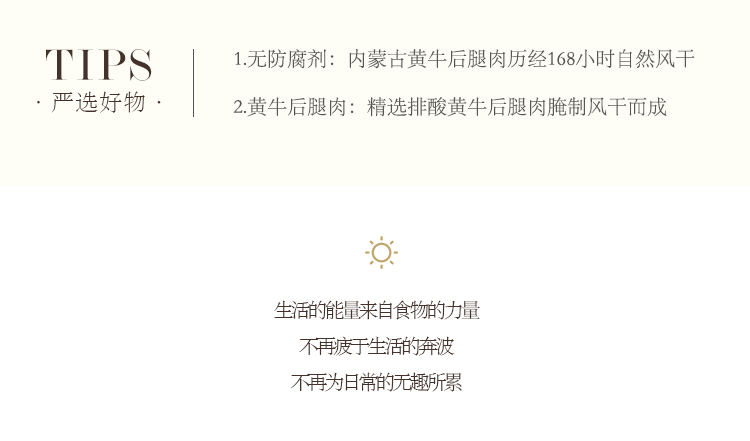 TIPS
· 严选好物 ·
1.无防腐剂：内蒙古黄牛后腿肉历经168小时自然风干
2.黄牛后腿肉：精选排酸黄牛后腿肉腌制风干而成
生活的能量来自食物的力量
不再疲于生活的奔波
不再为日常的无趣所累